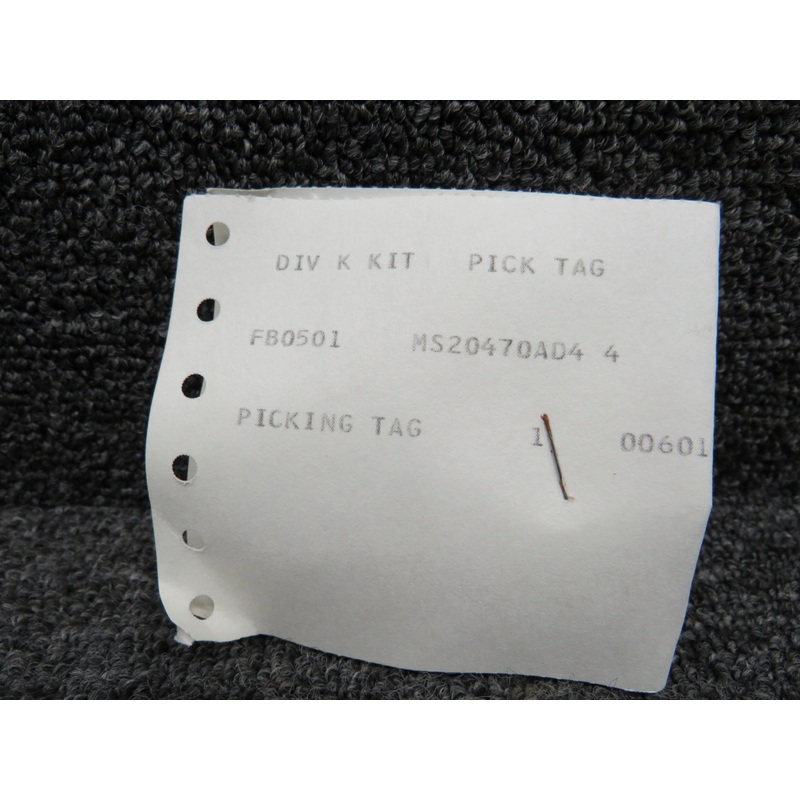 DIV K KIT PICK TAG
FB0501 MS20470AD4 4
PICKING TAG 1 00601